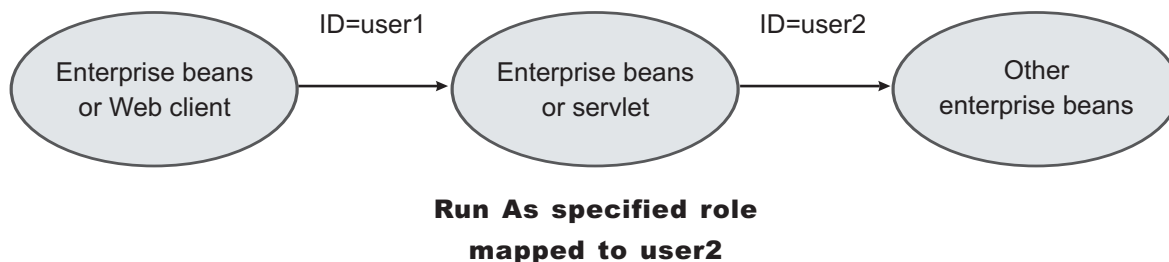 ID=user1
ID=user2
Enterprise beans
or Web client
Enterprise beans
or servlet
Other
enterprise beans
Run As specified role
mapped to user2